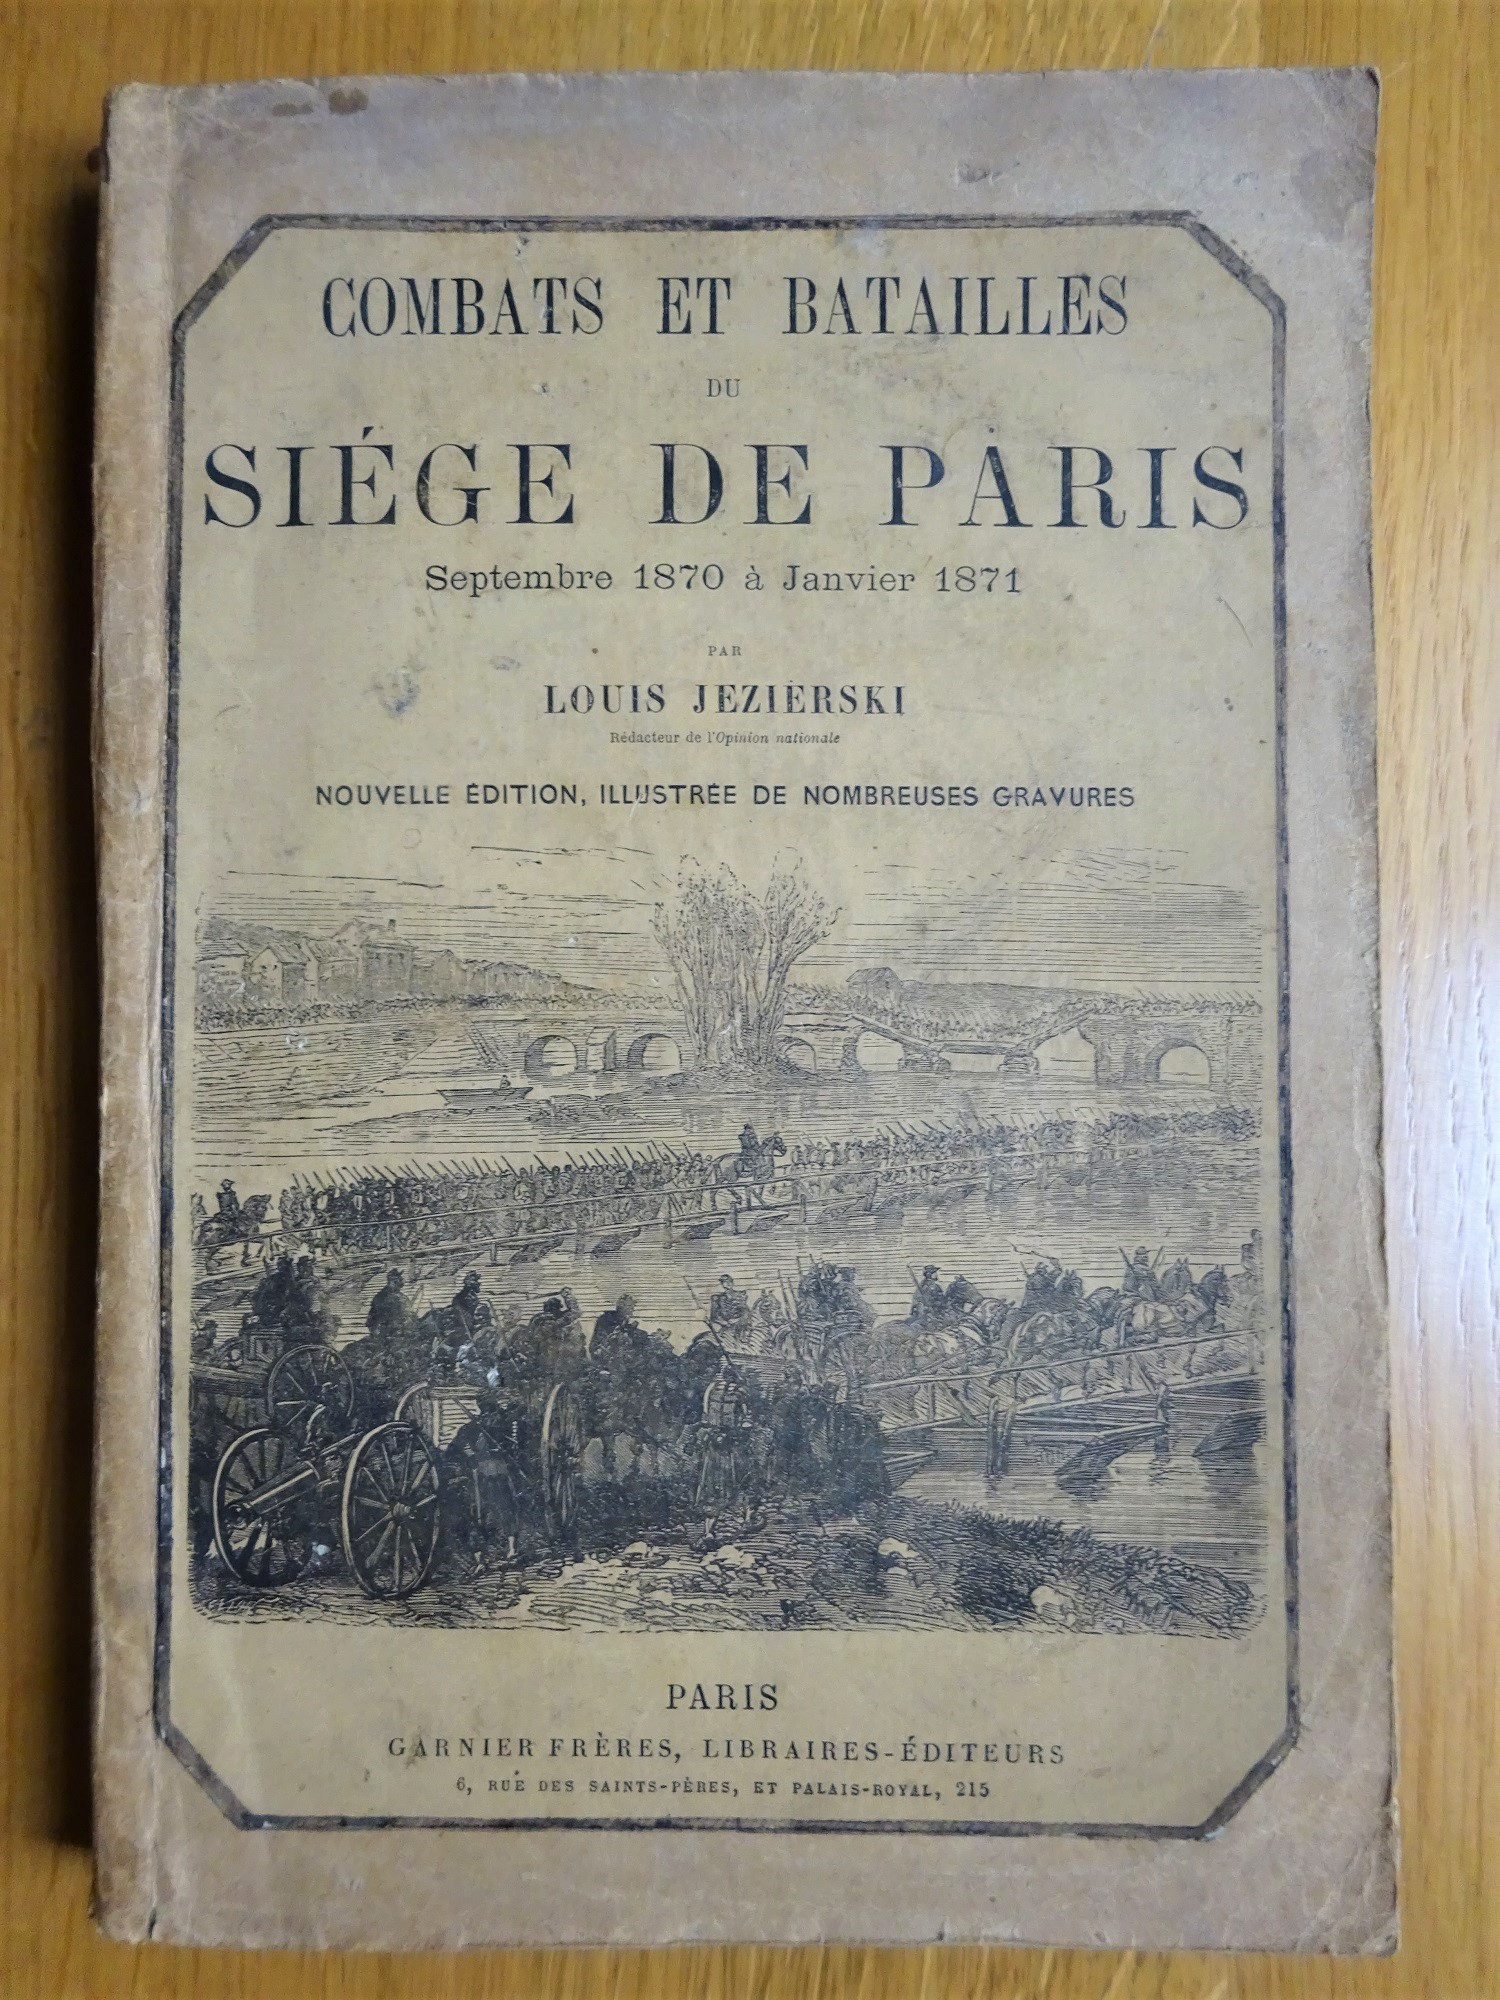 COMBATS ET BATAILLES
DU
SIÉGE DE PARIS
Septembre 1870 à Janvier 1871
PAR
LOUIS JEZIERSKI
Rédacteur de l'Opinion nationale
NOUVELLE ÉDITION, ILLUSTRÉE DE NOMBREUSES GRAVURES
PARIS
GARNIER FRÈRES, LIBRAIRES-ÉDITEURS
6, RUE DES SAINTS-PÈRES, ET PALAIS-ROYAL, 215